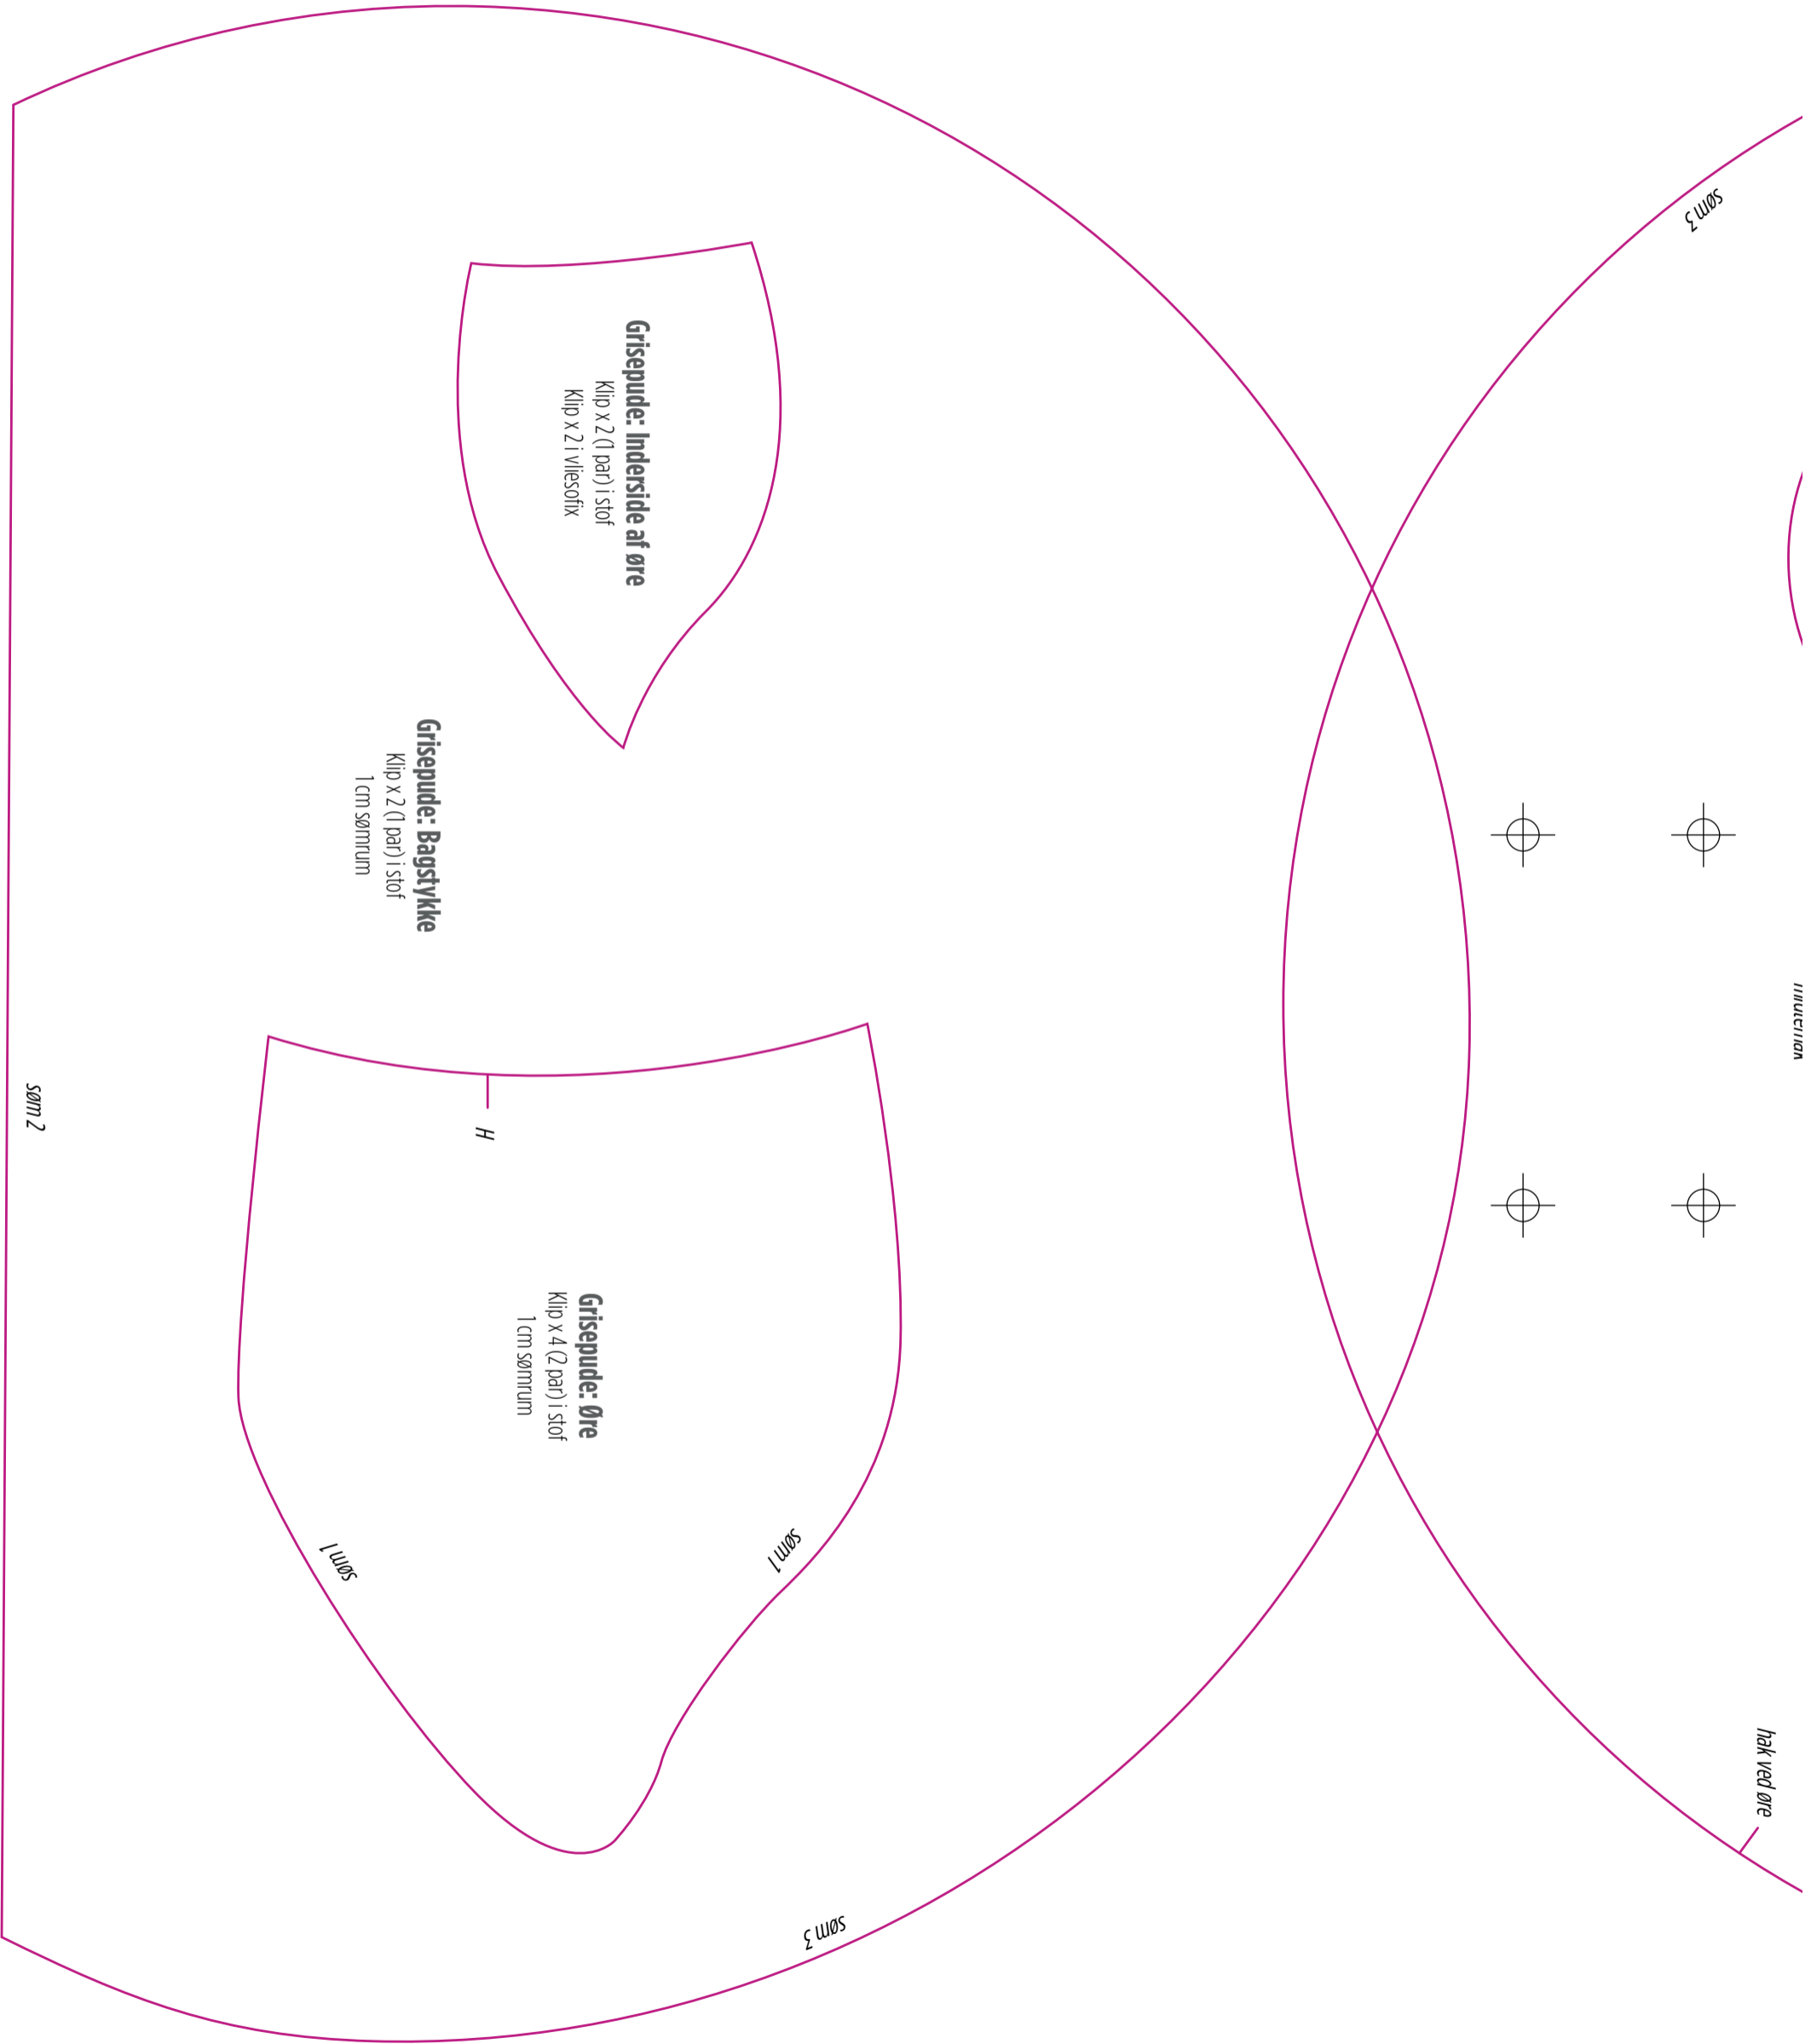 søm 3
Grisepude: Inderside af øre
Klip x 2 (1 par) i stof
Klip x 2 i vliesofix
Grisepude: Bagstykke
Klip x 2 (1 par) i stof
1 cm sømrum
søm 2
H
Grisepude: Øre
Klip x 4 (2 par) i stof
1 cm sømrum
søm 1
søm 1
hak ved øre
søm 3